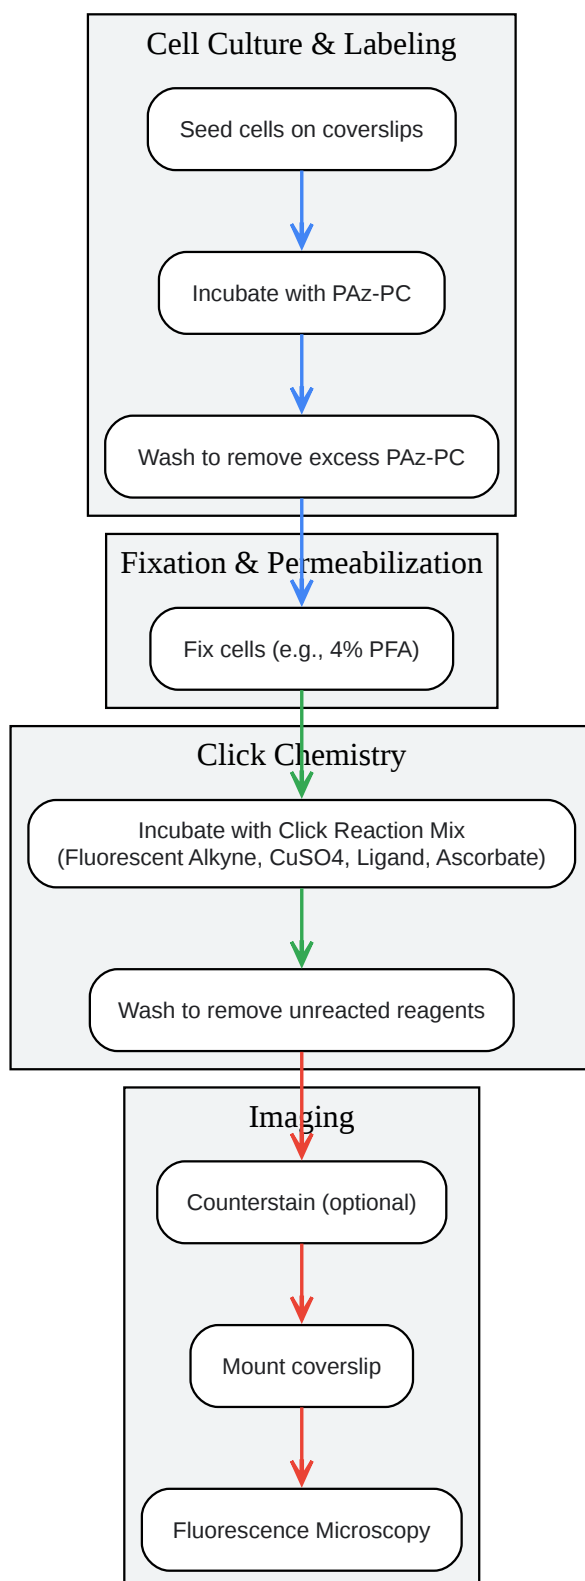 Cell Culture & Labeling
Seed cells on coverslips
Incubate with PAz-PC
Wash to remove excess PAz-PC
Fixation & Permeabilization
Fix cells (e.g., 4% PFA)
Click Chemistry
Incubate with Click Reaction Mix
(Fluorescent Alkyne, CuSO4, Ligand, Ascorbate)
Wash to remove unreacted reagents
Imaging
Counterstain (optional)
Mount coverslip
Fluorescence Microscopy